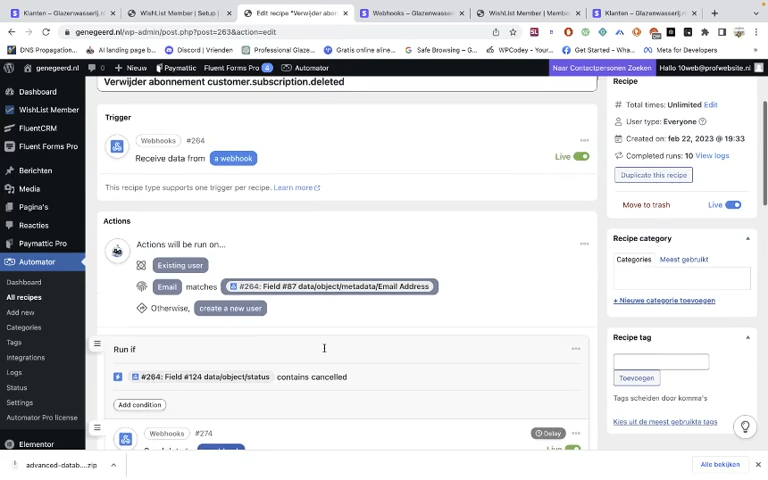 Klanten – Glazenwasserij.n
WishList Member | Setup |
Edit recipe "Verwijder abon
Webhooks – Glazenwasser
WishList Member | Membe
Klanten – Glazenwasserij.n
genegeerd.nl/wp-admin/post.php?post=263&action=edit
DNS Propagation...
AI landing page b...
Discord | Vrienden
Professional Glaze...
Gratis online aline...
Safe Browsing – G...
WPCodey – Your...
Get Started – Wha...
Meta for Developers
genegeerd.nl
0
Nieuw
Paymattic
Fluent Forms Pro 4
Automator
Naar Contactpersonen Zoeken
Hallo 10web@profwebsite.nl
Dashboard
WishList Member
FluentCRM
Fluent Forms Pro
Berichten
Media
Pagina's
Reacties
Paymattic Pro
Automator
Dashboard
All recipes
Add new
Categories
Tags
Integrations
Logs
Status
Settings
Automator Pro license
Elementor
Verwijder abonnement customer.subscription.deleted
Trigger
Webhooks #264
Receive data from a webhook
Live
This recipe type supports one trigger per recipe. Learn more
Actions
Actions will be run on...
Existing user
Email matches #264: Field #87 data/object/metadata/Email Address
Otherwise, create a new user
Run if
#264: Field #124 data/object/status contains cancelled
Add condition
Webhooks #274
Delay
Live
Recipe
Total times: Unlimited Edit
User type: Everyone
Created on: feb 22, 2023 @ 19:33
Completed runs: 10 View logs
Duplicate this recipe
Move to trash
Live
Recipe category
Categories Meest gebruikt
+ Nieuwe categorie toevoegen
Recipe tag
Toevoegen
Tags scheiden door komma's
Kies uit de meest gebruikte tags
advanced-datab....zip
Alle bekijken